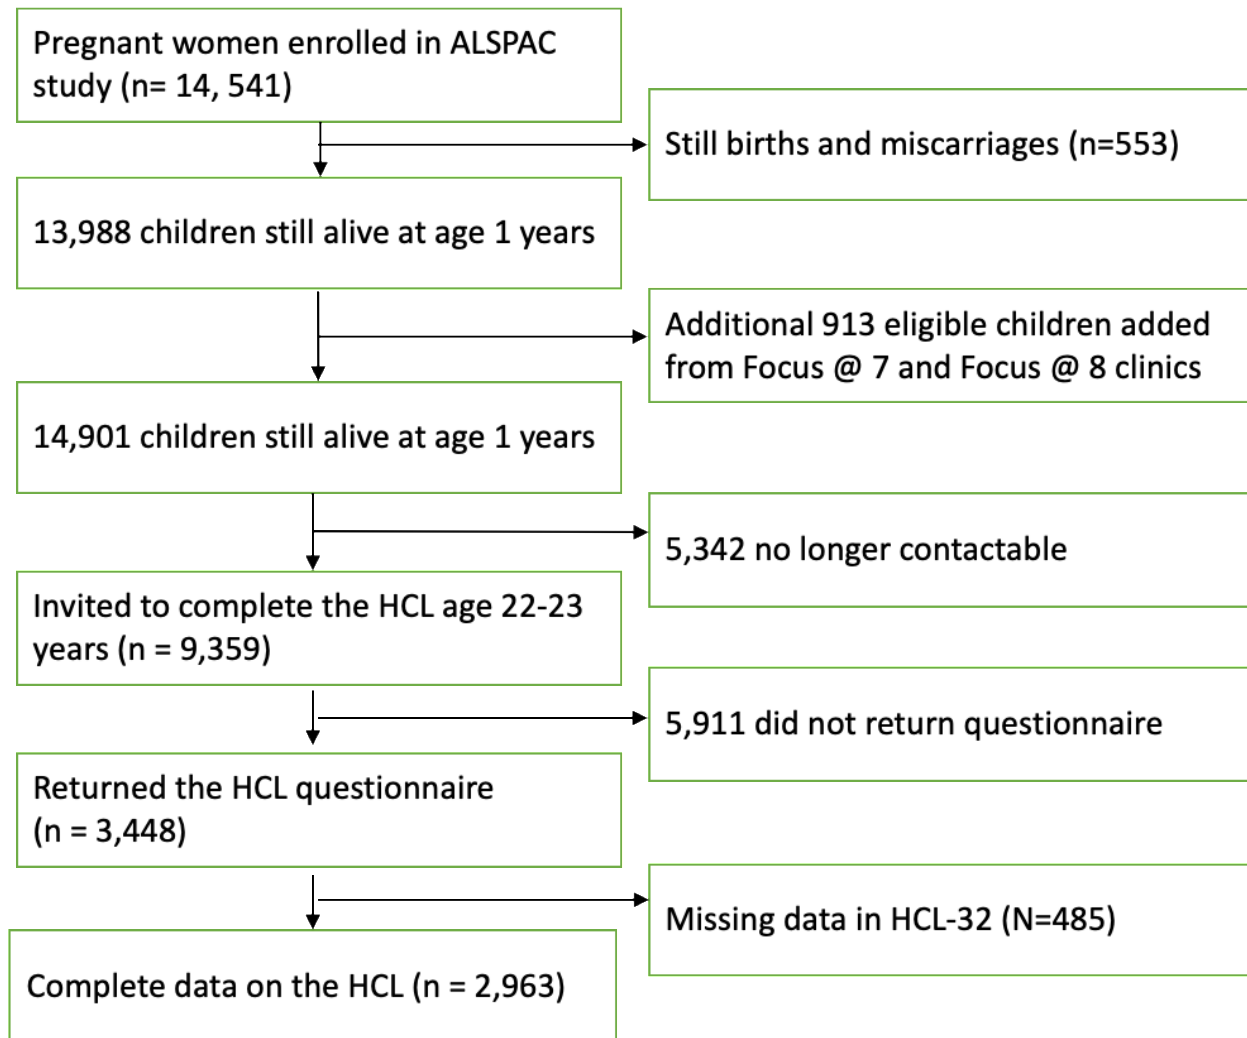 Pregnant women enrolled in ALSPAC
study (n= 14, 541)
Still births and miscarriages (n=553)
13,988 children still alive at age 1 years
Additional 913 eligible children added
from Focus @ 7 and Focus @ 8 clinics
14,901 children still alive at age 1 years
5,342 no longer contactable
Invited to complete the HCL age 22-23
years (n = 9,359)
5,911 did not return questionnaire
Returned the HCL questionnaire
(n = 3,448)
Missing data in HCL-32 (N=485)
Complete data on the HCL (n = 2,963)